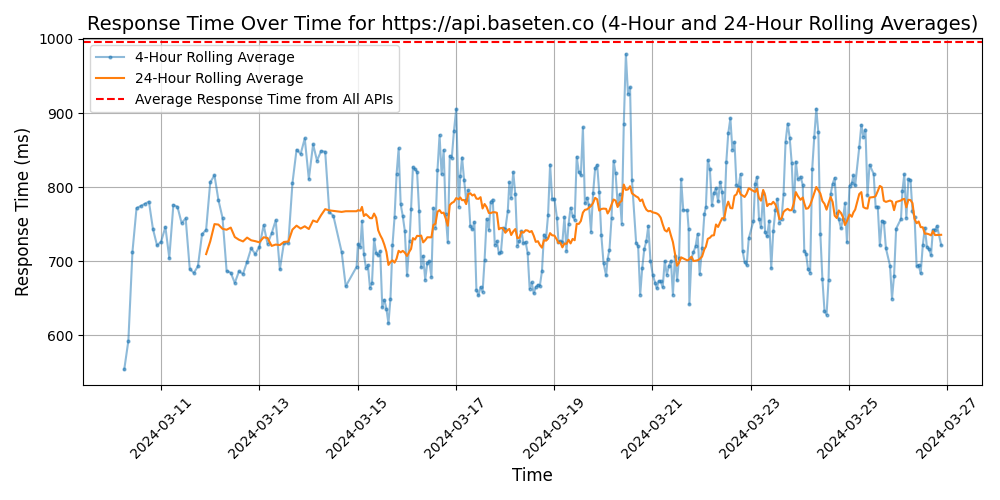 Response Time Over Time for https://api.baseten.co (4-Hour and 24-Hour Rolling Averages)
1000
900
800
700
600
Response Time (ms)
4-Hour Rolling Average
24-Hour Rolling Average
Average Response Time from All APIs
2024-03-11
2024-03-13
2024-03-15
2024-03-17
2024-03-19
2024-03-21
2024-03-23
2024-03-25
2024-03-27
Time